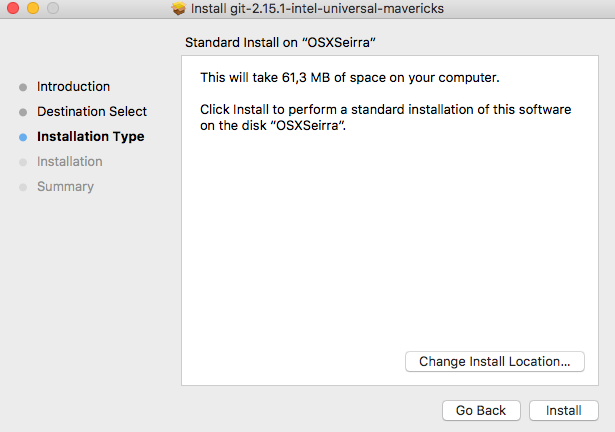 Install git-2.15.1-intel-universal-mavericks
Standard Install on “OSXSeirra”
Introduction
Destination Select
Installation Type
Installation
Summary
This will take 61,3 MB of space on your computer.
Click Install to perform a standard installation of this software
on the disk “OSXSeirra”.
Change Install Location...
Go Back
Install